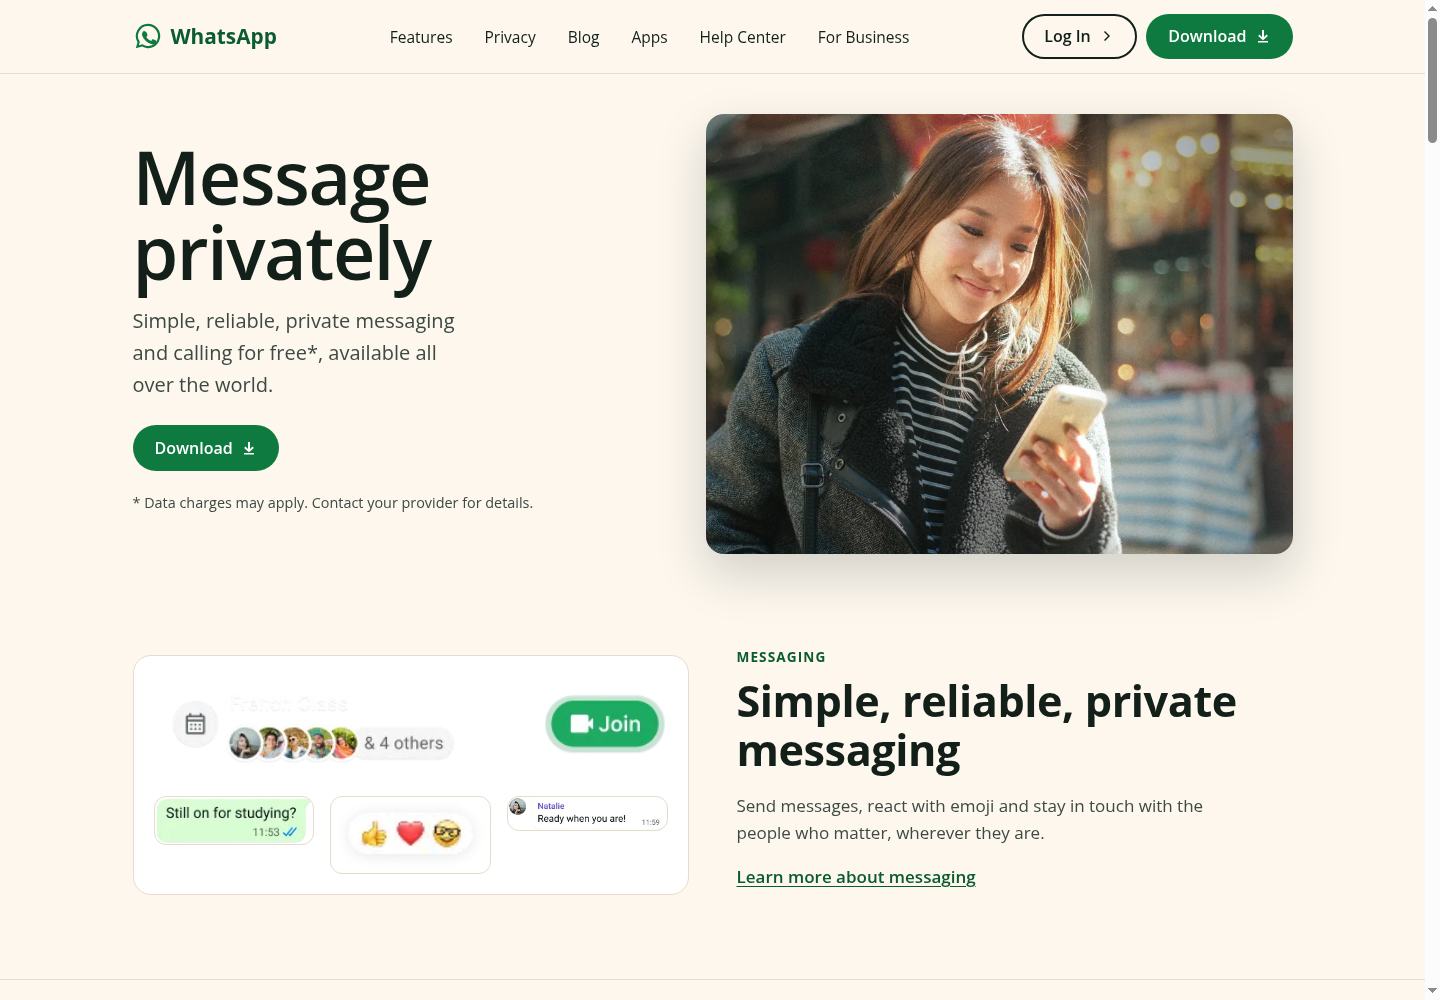 WhatsApp
Features
Privacy
Blog
Apps
Help Center
For Business
Log In
Download
Message
privately
Simple, reliable, private messaging
and calling for free*, available all
over the world.
Download
* Data charges may apply. Contact your provider for details.
French Class
& 4 others
Join
Still on for studying?
11:53
Natalie
Ready when you are!
11:59
MESSAGING
Simple, reliable, private
messaging
Send messages, react with emoji and stay in touch with the
people who matter, wherever they are.
Learn more about messaging